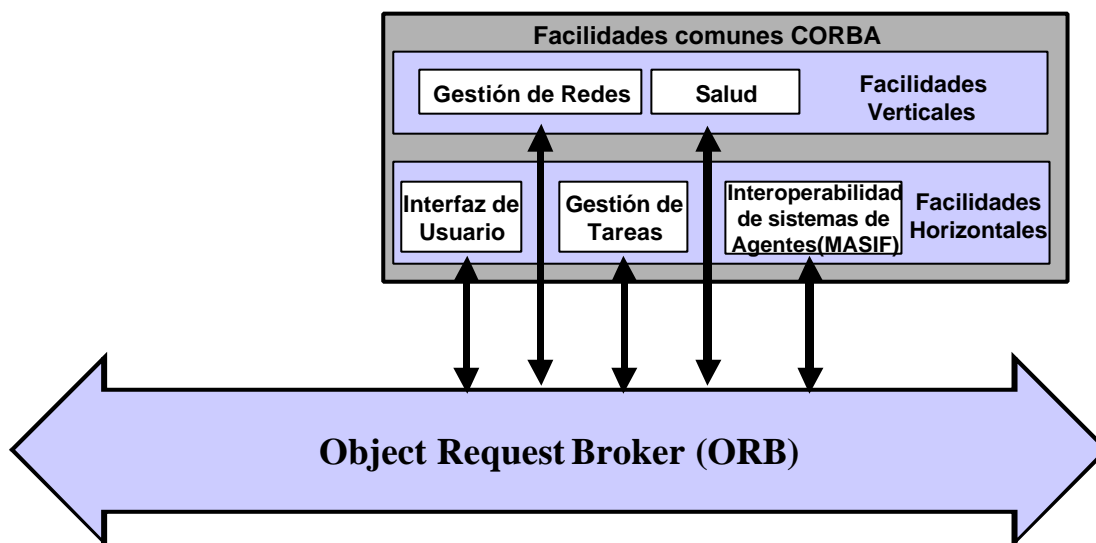 Facilidades comunes CORBA
Gestión de Redes
Salud
Facilidades
Verticales
Interfaz de
Usuario
Gestión de
Tareas
Interoperabilidad
de sistemas de
Agentes(MASIF)
Facilidades
Horizontales
Object Request Broker (ORB)